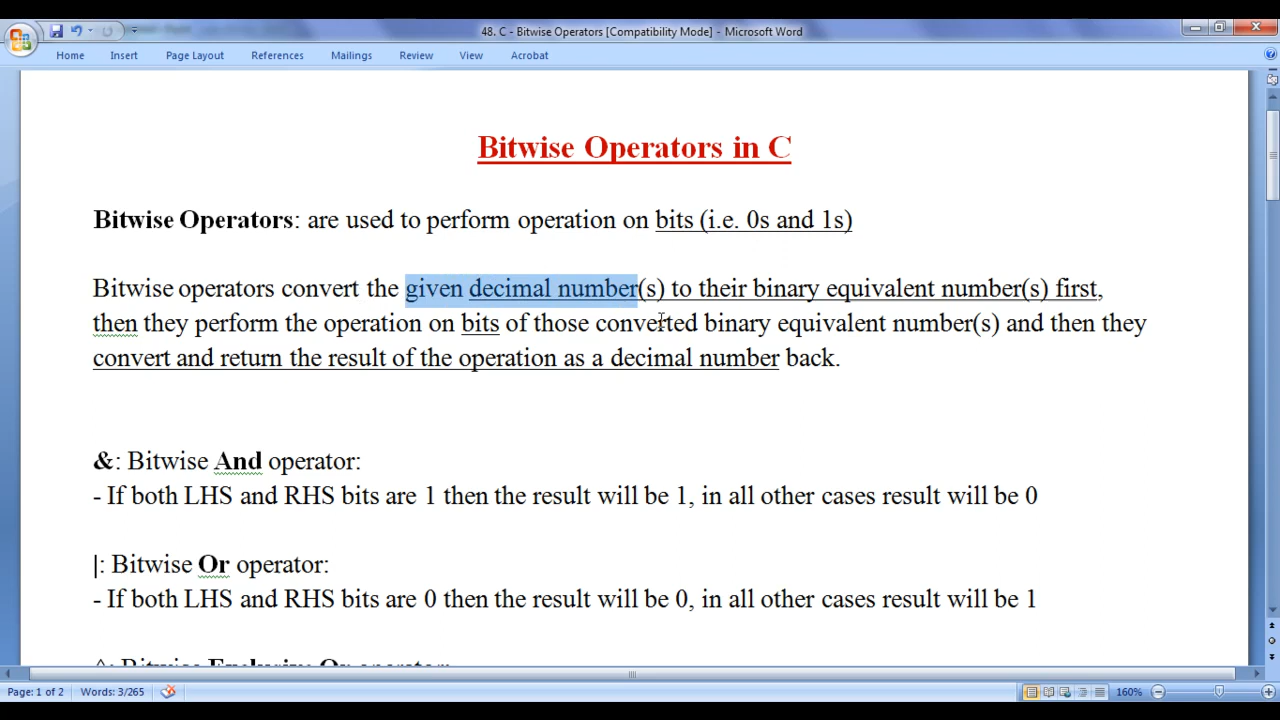 48. C - Bitwise Operators [Compatibility Mode] - Microsoft Word
Home Insert Page Layout References Mailings Review View Acrobat
Bitwise Operators in C
Bitwise Operators: are used to perform operation on bits (i.e. 0s and 1s)
Bitwise operators convert the given decimal number(s) to their binary equivalent number(s) first,
then they perform the operation on bits of those converted binary equivalent number(s) and then they
convert and return the result of the operation as a decimal number back.
&: Bitwise And operator:
- If both LHS and RHS bits are 1 then the result will be 1, in all other cases result will be 0
|: Bitwise Or operator:
- If both LHS and RHS bits are 0 then the result will be 0, in all other cases result will be 1
^: Bitwise Exclusive Or operator:
Page: 1 of 2 Words: 3/265 160%